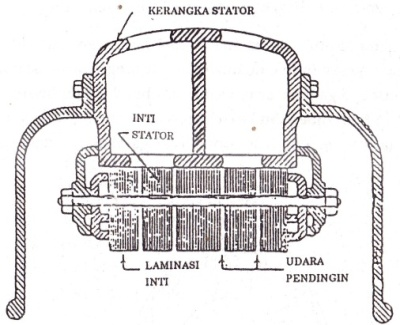 KERANGKA STATOR
INTI
STATOR
LAMINASI
INTI
UDARA
PENDINGIN